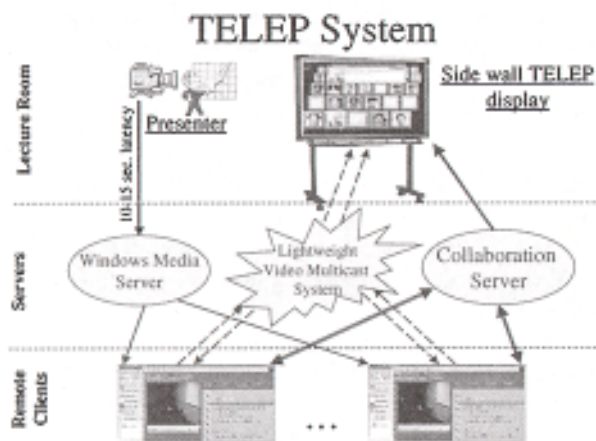 TELEP System
Side wall TELEP
display
Presenter
Lecture Room
10-15 sec. latency
Windows Media
Server
Lightweight
Video Multicast
System
Collaboration
Server
Servers
Remote
Clients
...